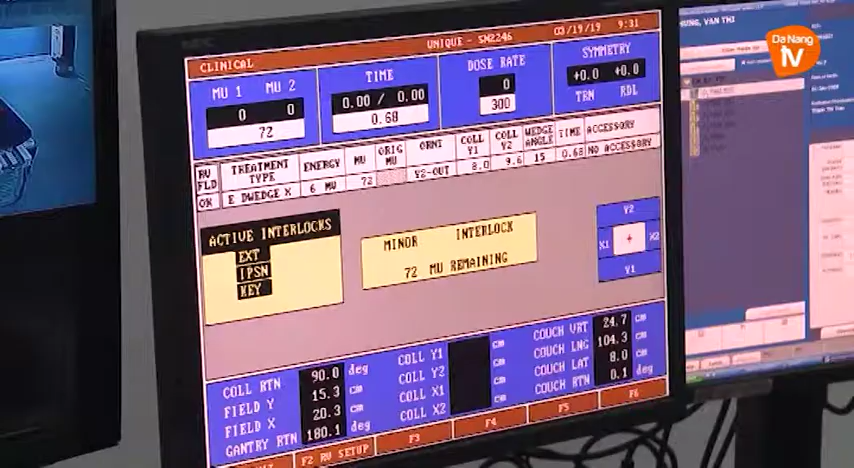 Da Nang
tv
CLINICAL UNIQUE - SN2246 03/19/19 9:31
MU 1 MU 2
0 0
72
TIME
0.00 / 0.00
0.68
DOSE RATE
0
300
SYMMETRY
+0.0 +0.0
TRN RDL
RV FLD TREATMENT TYPE ENERGY MU ORIG MU ORNT COLL Y1 COLL Y2 WEDGE ANGLE TIME ACCESSORY
ON E DWEDGE X 6 MV 72 Y2-OUT 8.0 9.6 15 0.68 NO ACCESSORY
ACTIVE INTERLOCKS
EXT
IPSN
KEY
MINOR INTERLOCK
72 MU REMAINING
Y2
X1 X2
Y1
COLL RTN 90.0 deg
FIELD Y 15.3 cm
FIELD X 20.3 cm
GANTRY RTN 180.1 deg
COLL Y1 cm
COLL Y2 cm
COLL X1 cm
COLL X2 cm
COUCH VRT 24.7 cm
COUCH LNG 104.3 cm
COUCH LAT 8.0 cm
COUCH RTN 0.1 deg
F2 RV SETUP F3 F4 F5 F6
HUNG, VAN THI